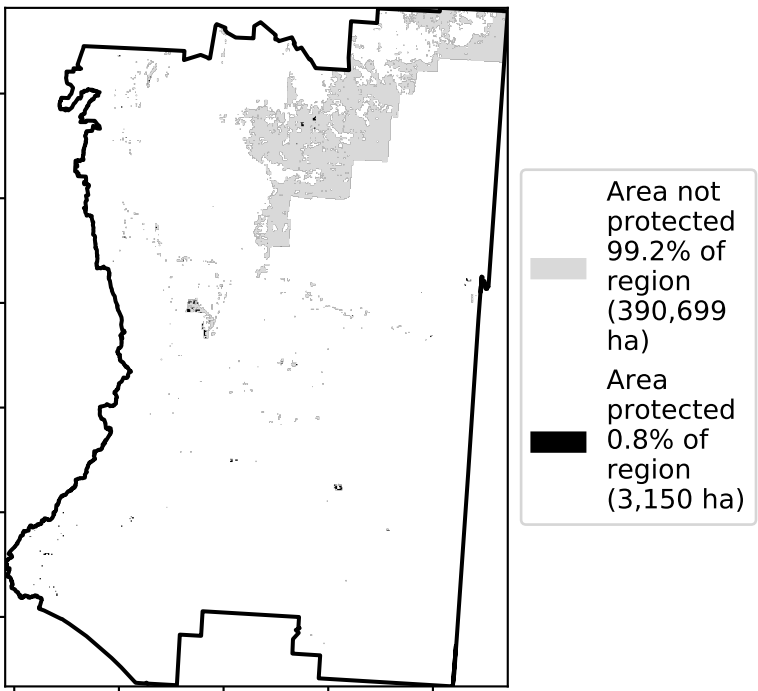 Area not
protected
99.2% of
region
(390,699
ha)
Area
protected
0.8% of
region
(3,150 ha)